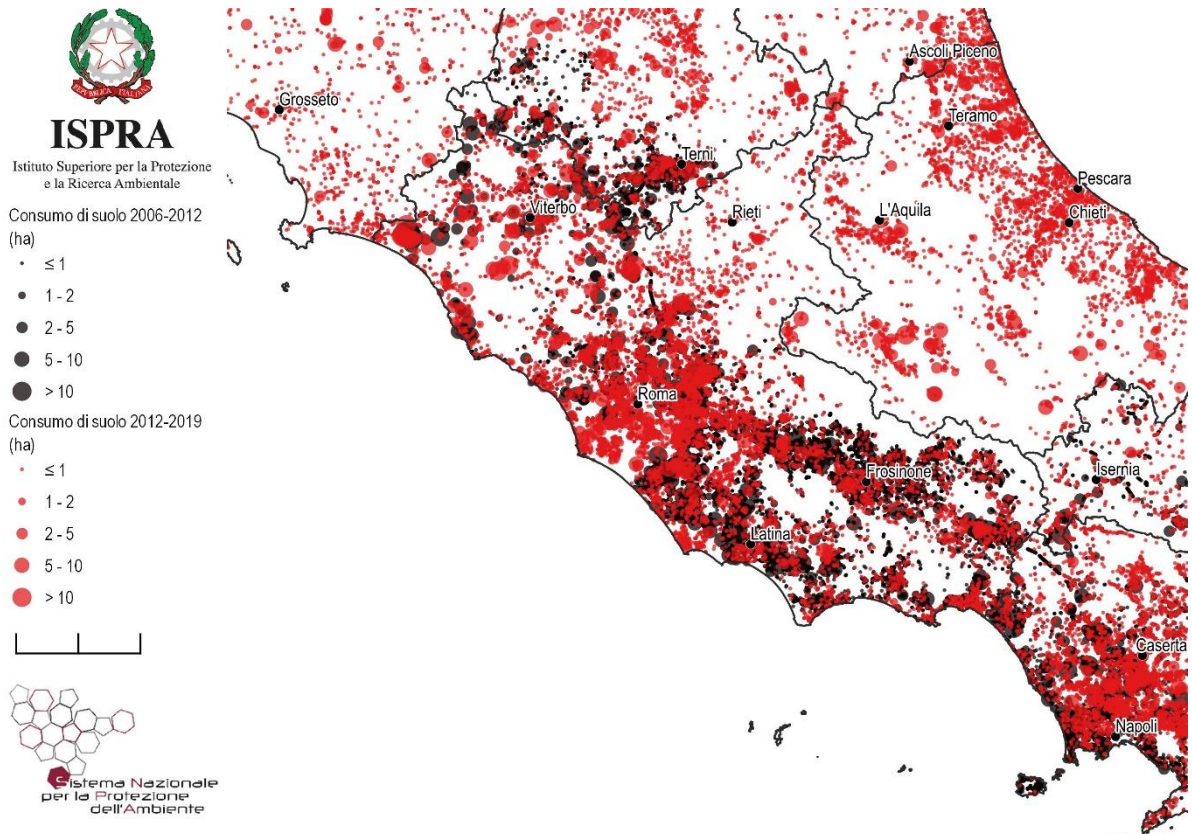 REPVBBLICA ITALIANA
ISPRA
Istituto Superiore per la Protezione
e la Ricerca Ambientale
Consumo di suolo 2006-2012
(ha)
≤ 1
1 - 2
2 - 5
5 - 10
> 10
Consumo di suolo 2012-2019
(ha)
≤ 1
1 - 2
2 - 5
5 - 10
> 10
Sistema Nazionale
per la Protezione
dell'Ambiente
Ascoli Piceno
Grosseto
Teramo
Terni
Pescara
Viterbo
Rieti
L'Aquila
Chieti
Roma
Frosinone
Isernia
Latina
Caserta
Napoli